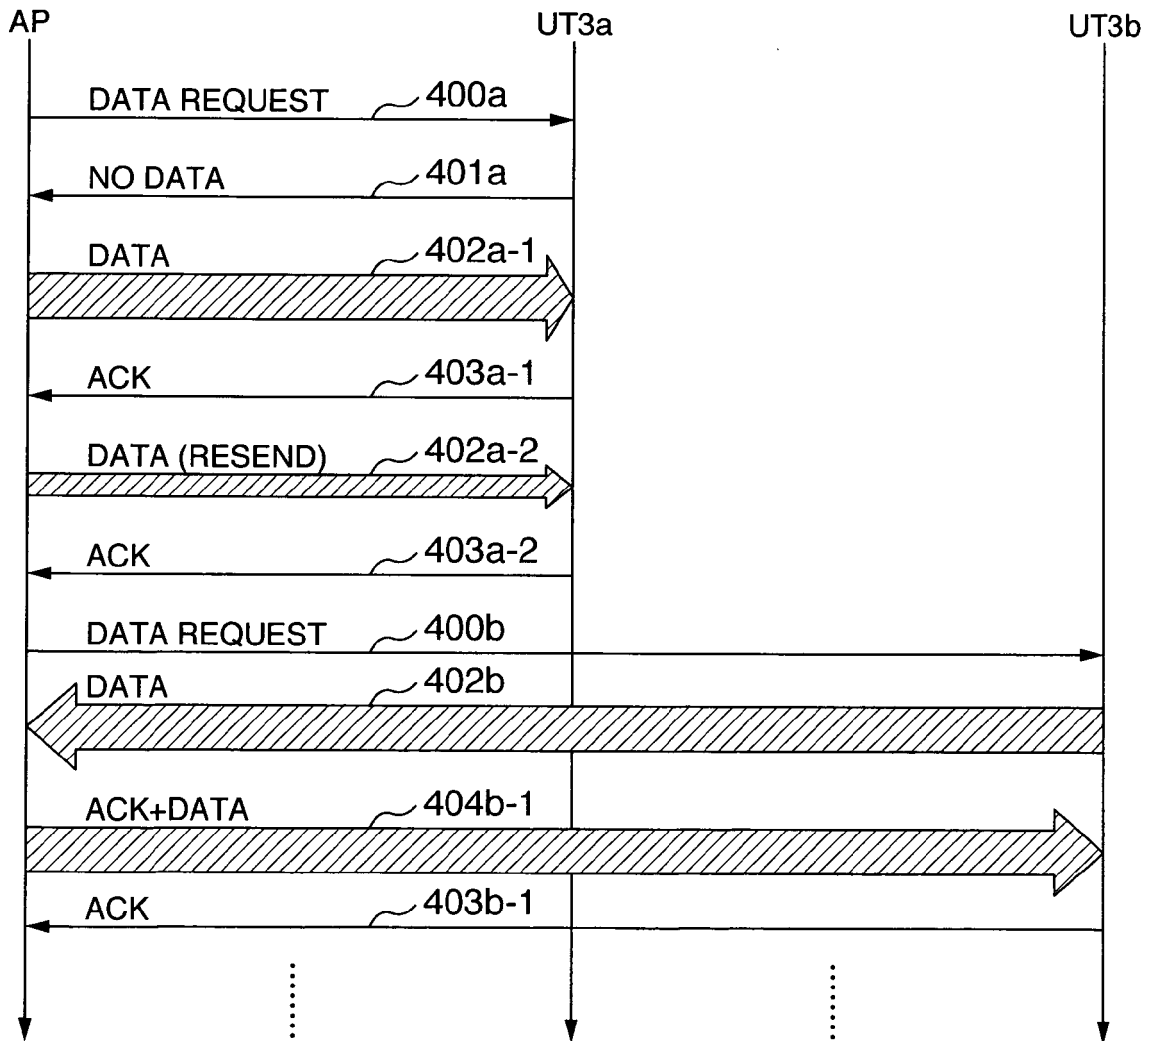 AP UT3a UT3b
DATA REQUEST 400a
NO DATA 401a
DATA 402a-1
ACK 403a-1
DATA (RESEND) 402a-2
ACK 403a-2
DATA REQUEST 400b
DATA 402b
ACK+DATA 404b-1
ACK 403b-1